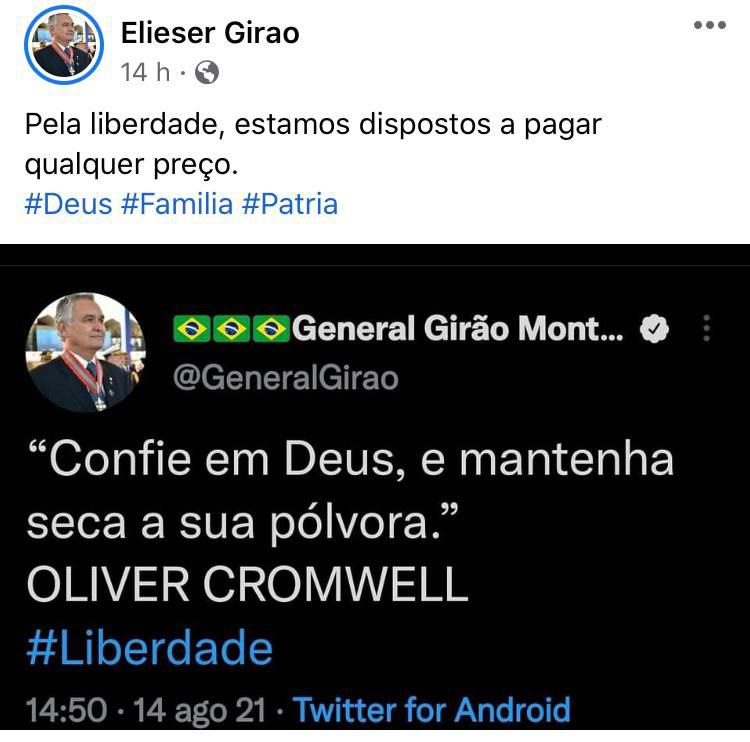 Elieser Girao
14 h ·
Pela liberdade, estamos dispostos a pagar
qualquer preço.
#Deus #Familia #Patria
🇧🇷🇧🇷🇧🇷General Girão Mont...
@GeneralGirao
“Confie em Deus, e mantenha
seca a sua pólvora.”
OLIVER CROMWELL
#Liberdade
14:50 · 14 ago 21 · Twitter for Android